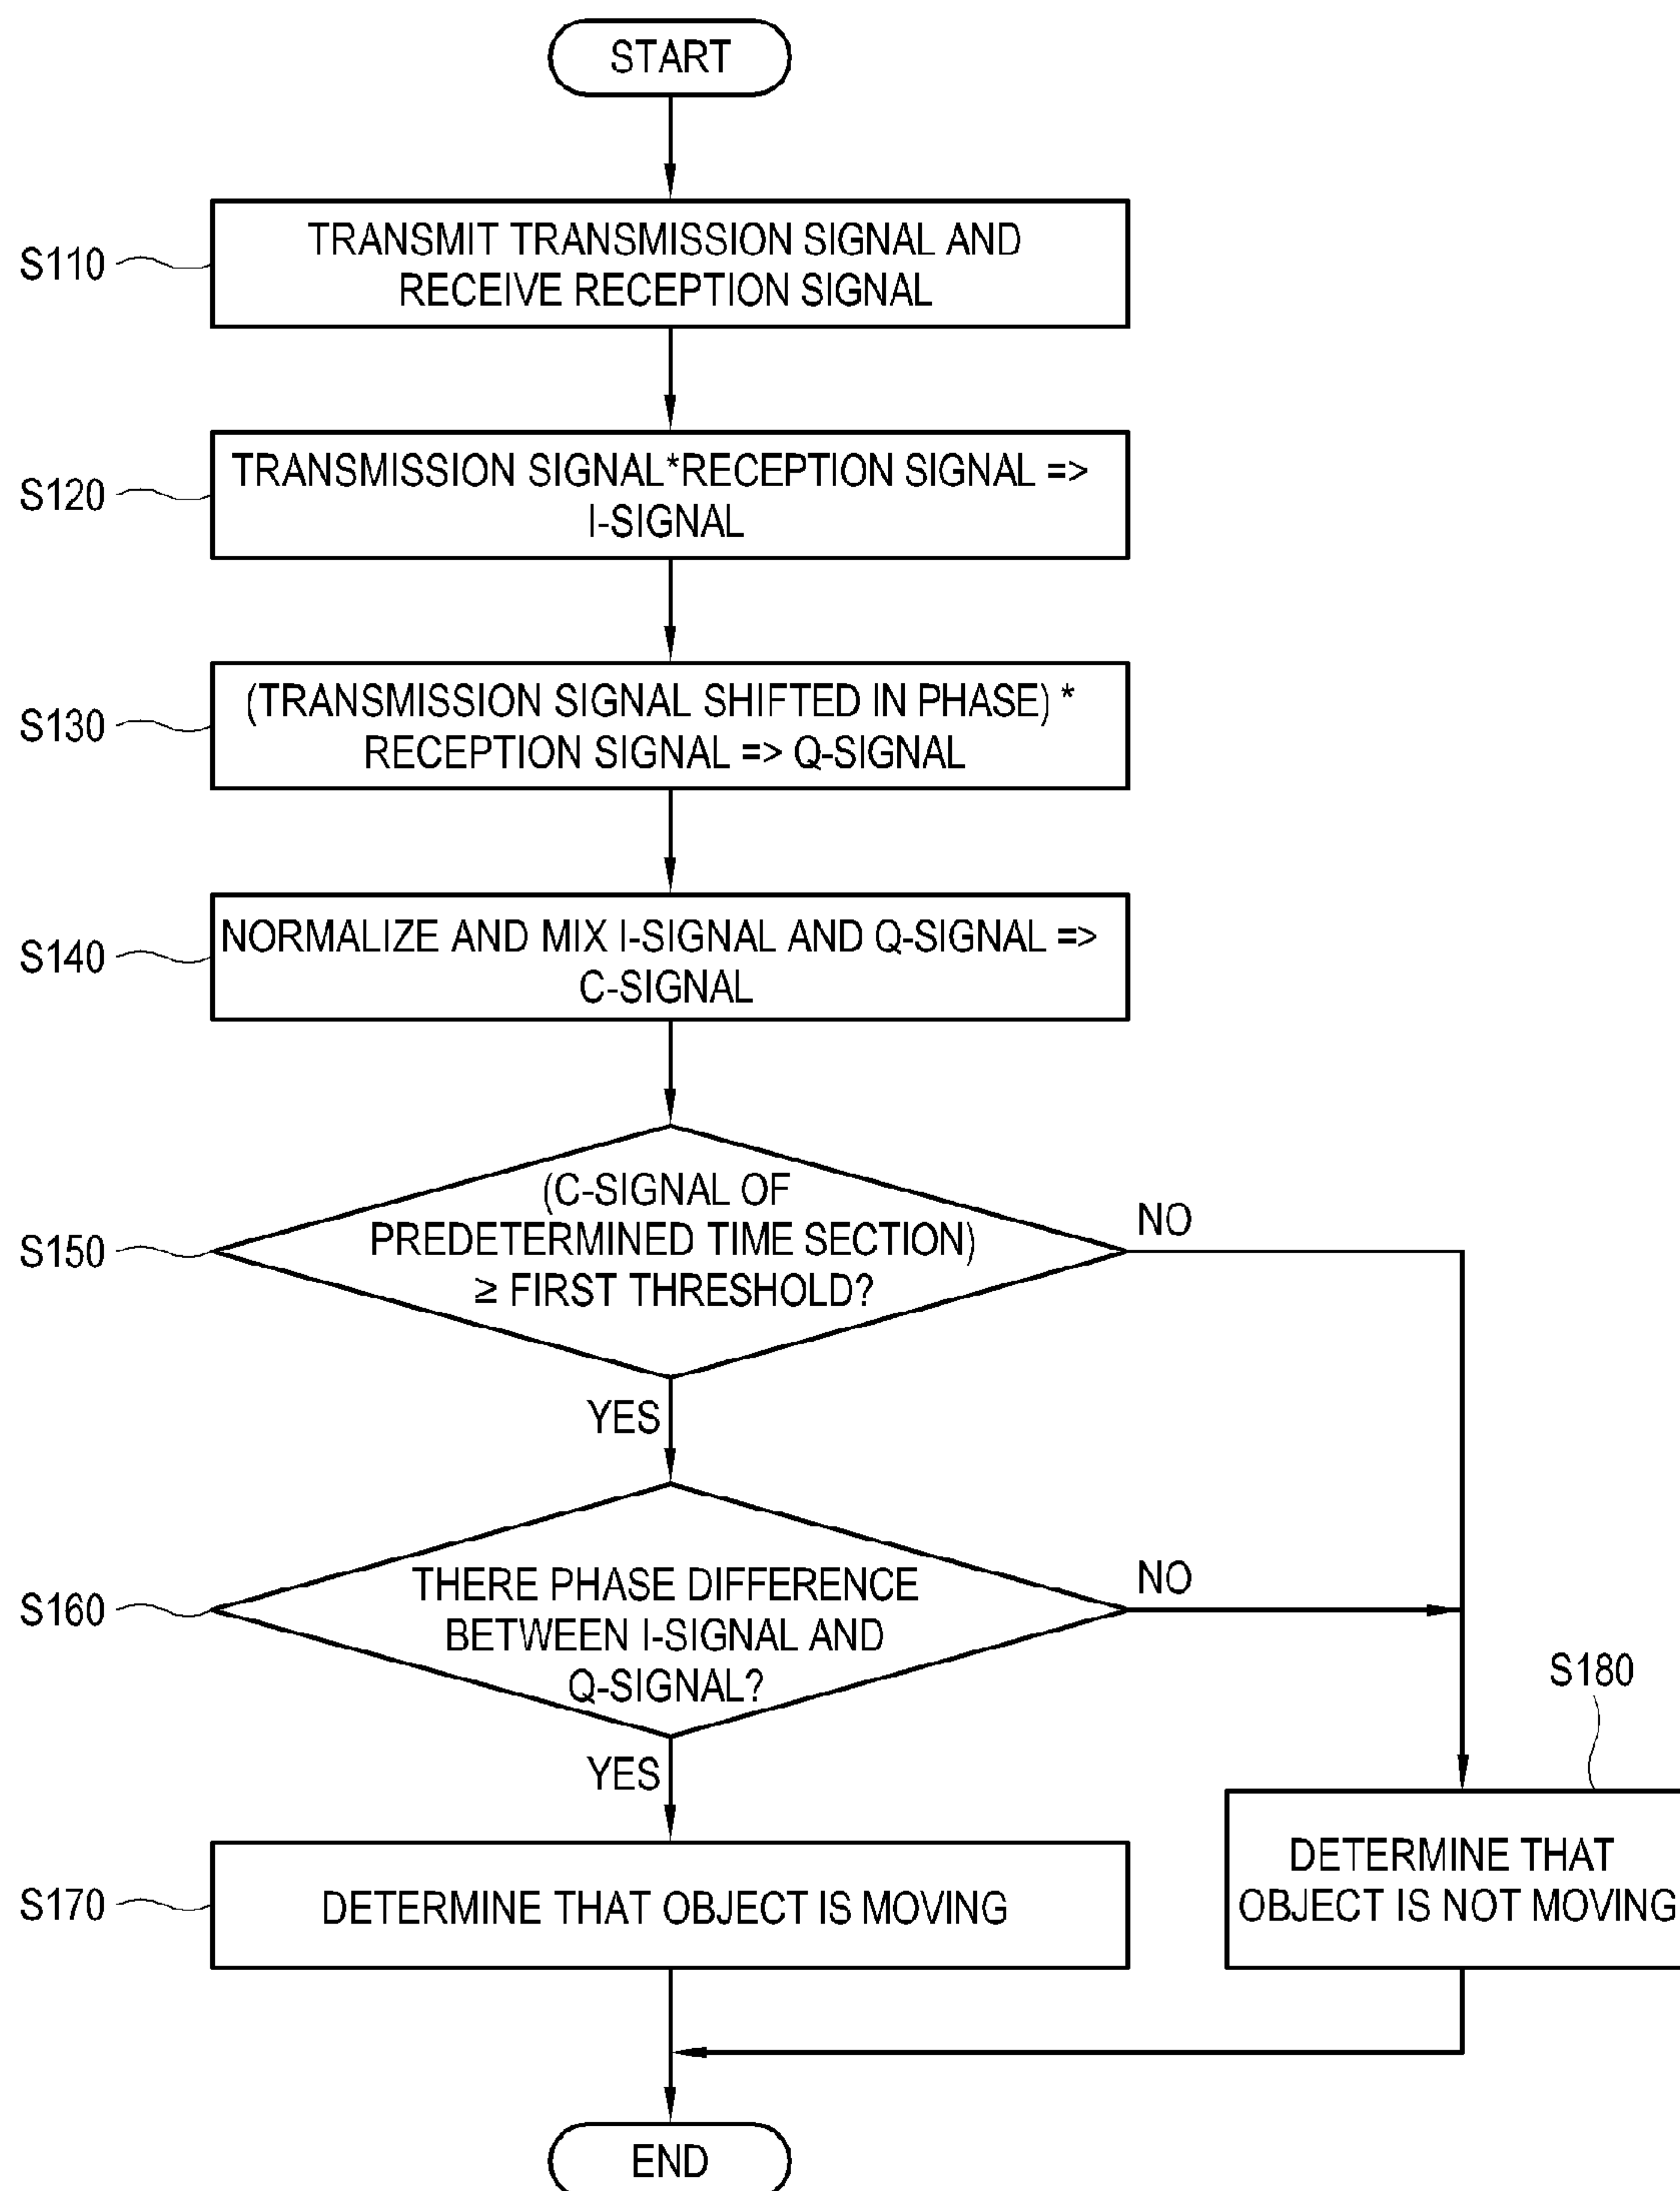 START
S110
TRANSMIT TRANSMISSION SIGNAL AND
RECEIVE RECEPTION SIGNAL
S120
TRANSMISSION SIGNAL*RECEPTION SIGNAL =>
I-SIGNAL
S130
(TRANSMISSION SIGNAL SHIFTED IN PHASE) *
RECEPTION SIGNAL => Q-SIGNAL
S140
NORMALIZE AND MIX I-SIGNAL AND Q-SIGNAL =>
C-SIGNAL
S150
(C-SIGNAL OF
PREDETERMINED TIME SECTION)
≥ FIRST THRESHOLD?
NO
YES
S160
THERE PHASE DIFFERENCE
BETWEEN I-SIGNAL AND
Q-SIGNAL?
NO
YES
S170
DETERMINE THAT OBJECT IS MOVING
S180
DETERMINE THAT
OBJECT IS NOT MOVING
END